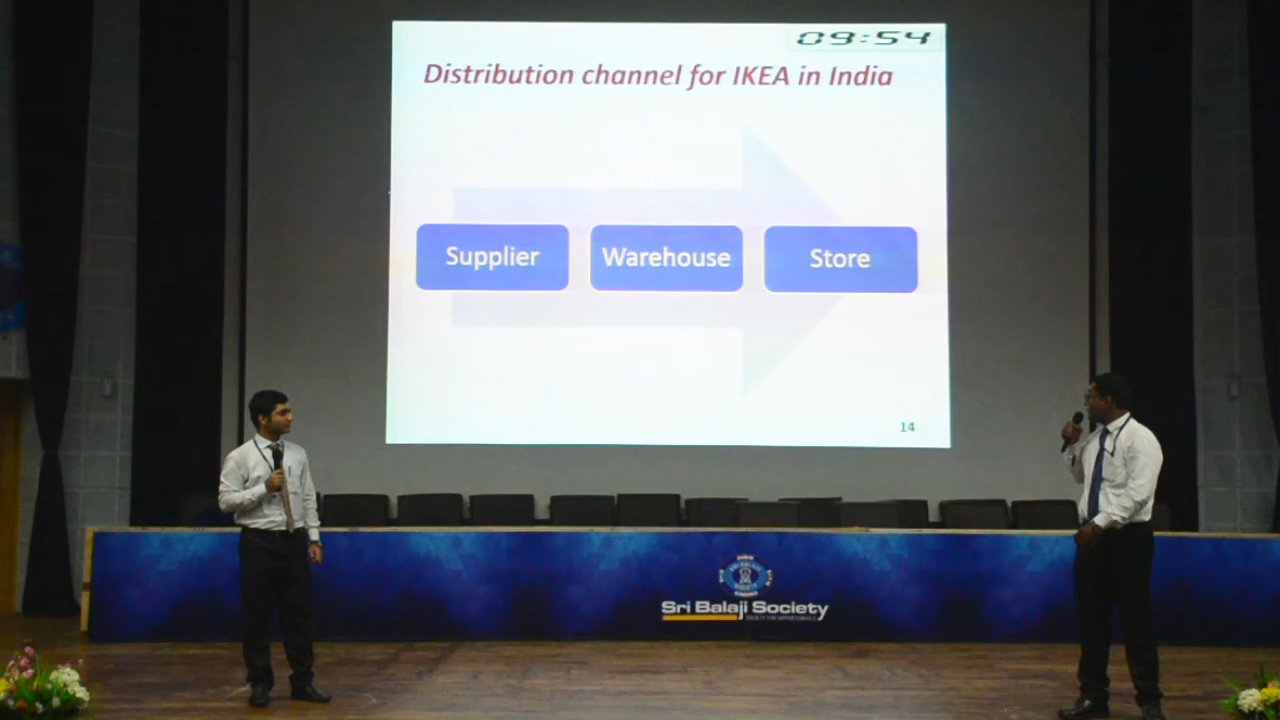 09:54
Distribution channel for IKEA in India
Supplier
Warehouse
Store
14
Sri Balaji Society